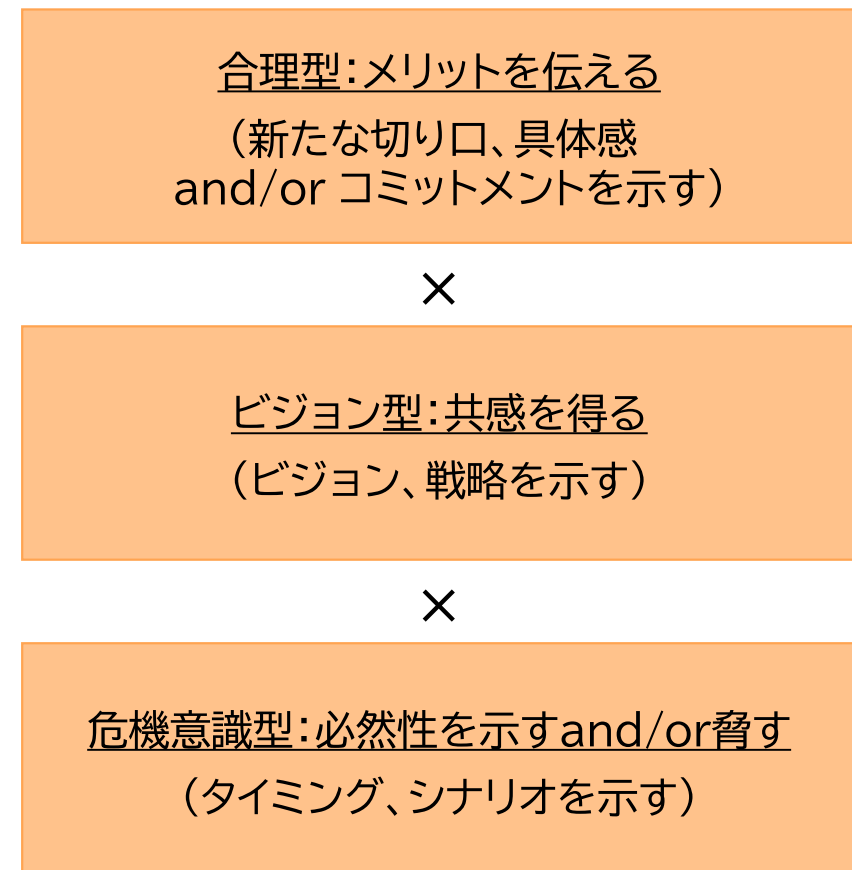 合理型：メリットを伝える
（新たな切り口、具体感
and/or コミットメントを示す）
×
ビジョン型：共感を得る
（ビジョン、戦略を示す）
×
危機意識型：必然性を示すand/or脅す
（タイミング、シナリオを示す）